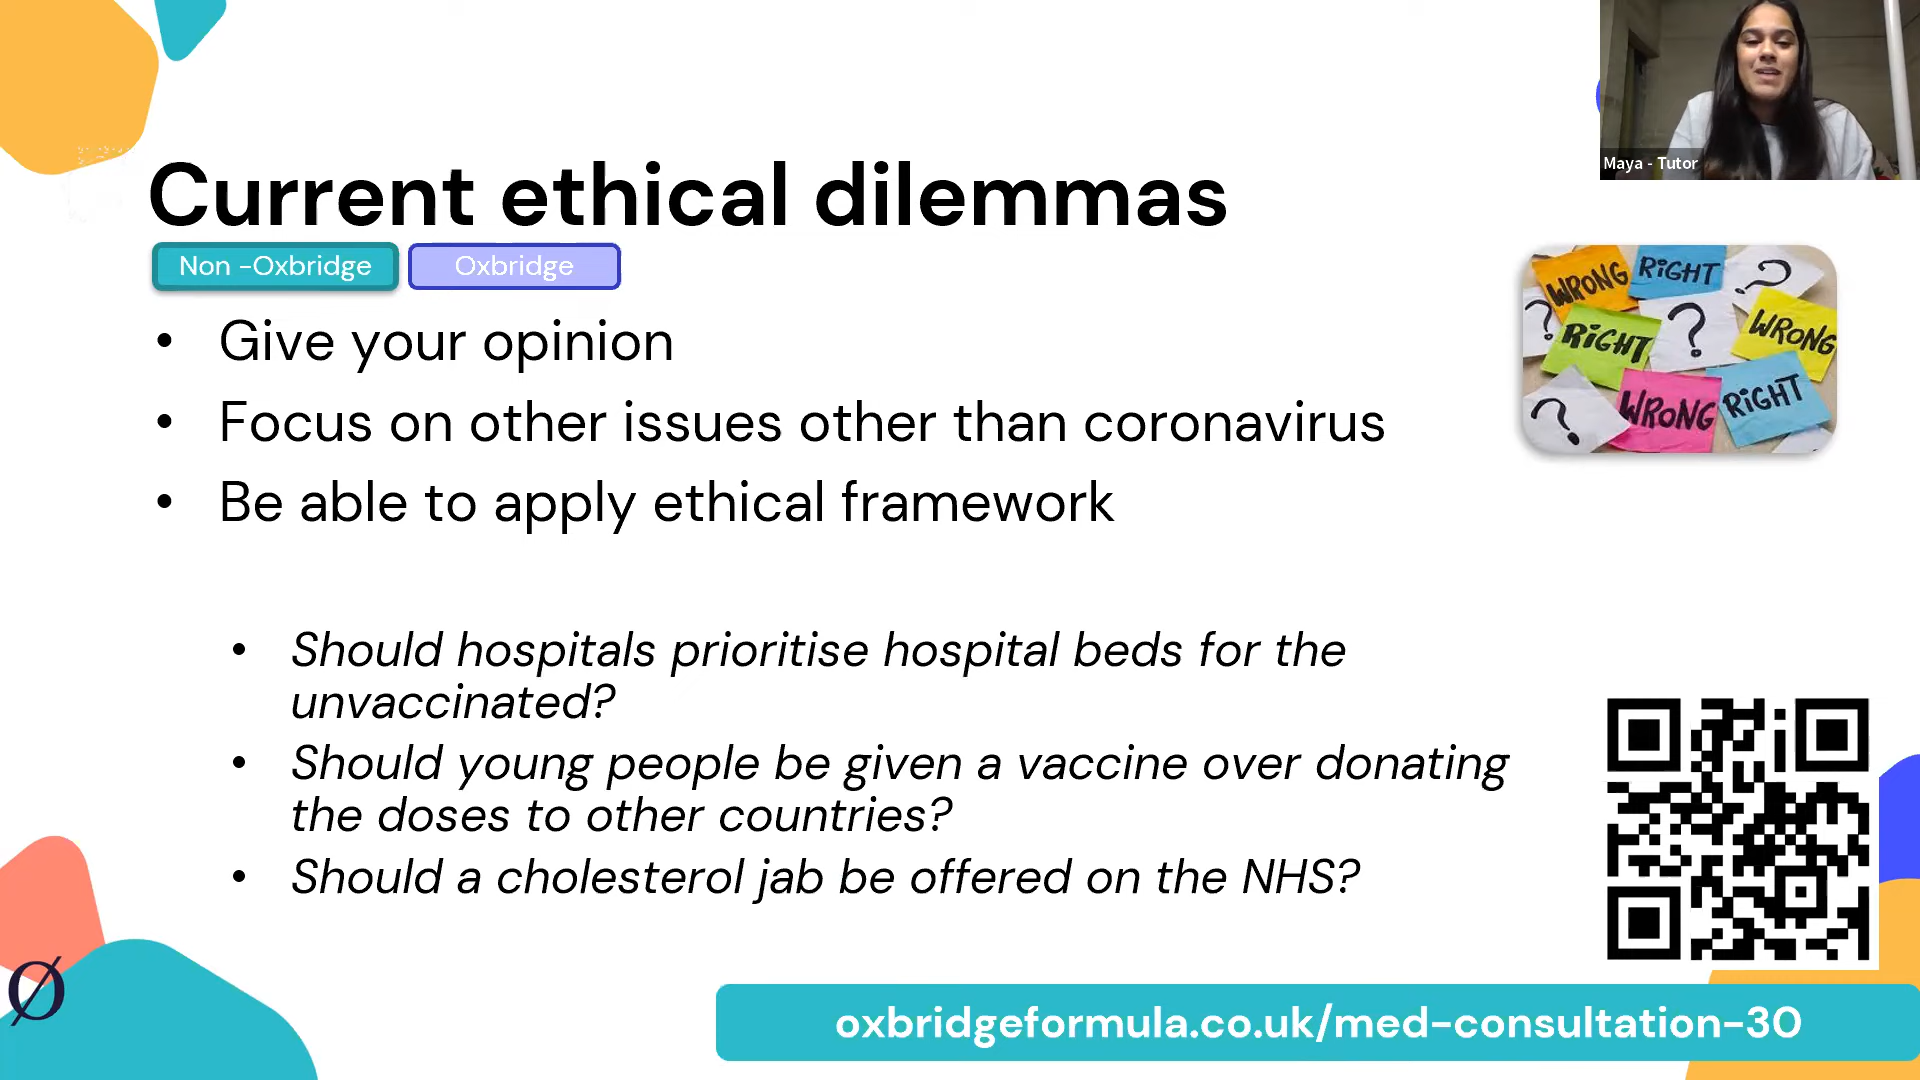 Maya - Tutor
Current ethical dilemmas
Non -Oxbridge
Oxbridge
• Give your opinion
• Focus on other issues other than coronavirus
• Be able to apply ethical framework
WRONG
RIGHT
?
?
RIGHT
?
WRONG
?
WRONG
RIGHT
• Should hospitals prioritise hospital beds for the
unvaccinated?
• Should young people be given a vaccine over donating
the doses to other countries?
• Should a cholesterol jab be offered on the NHS?
Ø
oxbridgeformula.co.uk/med-consultation-30